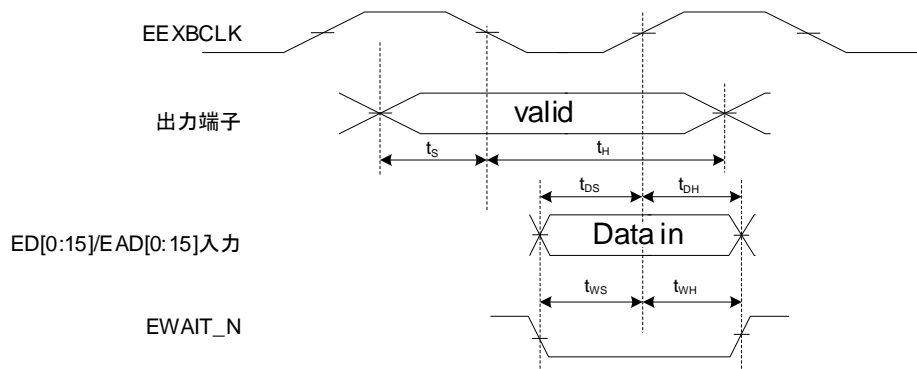 EEXBCLK
出力端子
valid
tS
tH
tDS
tDH
ED[0:15]/EAD[0:15]入力
Data in
tWS
tWH
EWAIT_N